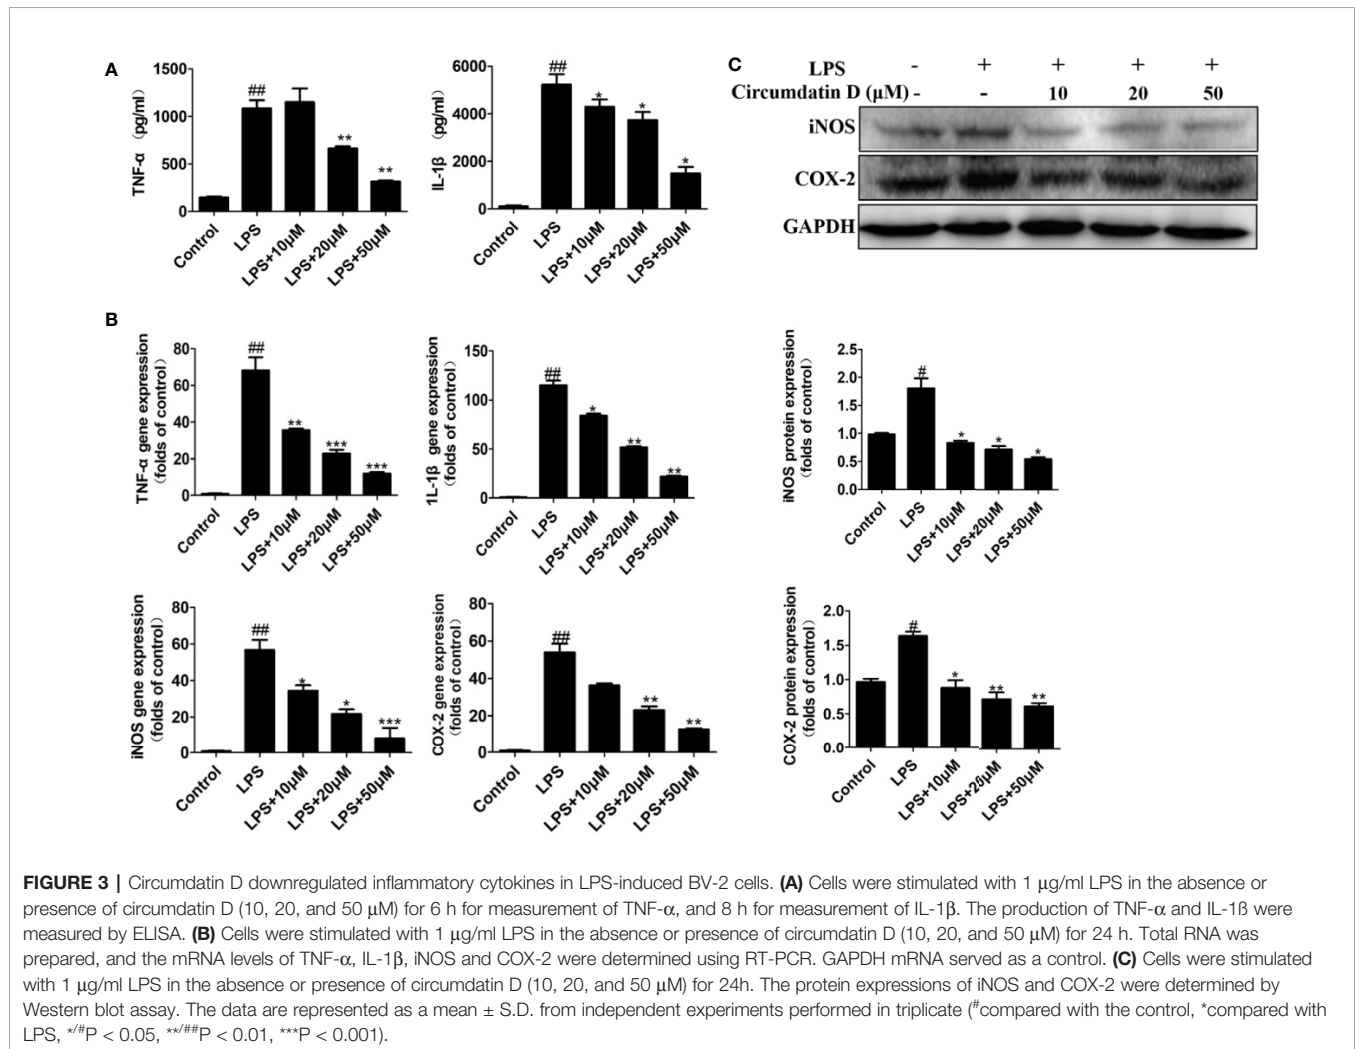 A
1500
1000
500
0
TNF-α (pg/ml)
##
**
**
Control
LPS
LPS+10μM
LPS+20μM
LPS+50μM
6000
4000
2000
0
IL-1β (pg/ml)
##
*
*
*
Control
LPS
LPS+10μM
LPS+20μM
LPS+50μM
C
LPS - + + + +
Circumdatin D (μM) - - 10 20 50
iNOS
COX-2
GAPDH
B
80
60
40
20
0
TNF-α gene expression
(folds of control)
##
**
***
***
Control
LPS
LPS+10μM
LPS+20μM
LPS+50μM
150
100
50
0
1L-1β gene expression
(folds of control)
##
*
**
**
Control
LPS
LPS+10μM
LPS+20μM
LPS+50μM
2.5
2.0
1.5
1.0
0.5
0.0
iNOS protein expression
(folds of control)
#
*
*
*
Control
LPS
LPS+10μM
LPS+20μM
LPS+50μM
80
60
40
20
0
iNOS gene expression
(folds of control)
##
*
*
***
Control
LPS
LPS+10μM
LPS+20μM
LPS+50μM
80
60
40
20
0
COX-2 gene expression
(folds of control)
##
**
**
Control
LPS
LPS+10μM
LPS+20μM
LPS+50μM
2.0
1.5
1.0
0.5
0.0
COX-2 protein expression
(folds of control)
#
*
**
**
Control
LPS
LPS+10μM
LPS+20μM
LPS+50μM
FIGURE 3 | Circumdatin D downregulated inflammatory cytokines in LPS-induced BV-2 cells. (A) Cells were stimulated with 1 μg/ml LPS in the absence or
presence of circumdatin D (10, 20, and 50 μM) for 6 h for measurement of TNF-α, and 8 h for measurement of IL-1β. The production of TNF-α and IL-1ß were
measured by ELISA. (B) Cells were stimulated with 1 μg/ml LPS in the absence or presence of circumdatin D (10, 20, and 50 μM) for 24 h. Total RNA was
prepared, and the mRNA levels of TNF-α, IL-1β, iNOS and COX-2 were determined using RT-PCR. GAPDH mRNA served as a control. (C) Cells were stimulated
with 1 μg/ml LPS in the absence or presence of circumdatin D (10, 20, and 50 μM) for 24h. The protein expressions of iNOS and COX-2 were determined by
Western blot assay. The data are represented as a mean ± S.D. from independent experiments performed in triplicate (#compared with the control, *compared with
LPS, */#P < 0.05, **/##P < 0.01, ***P < 0.001).